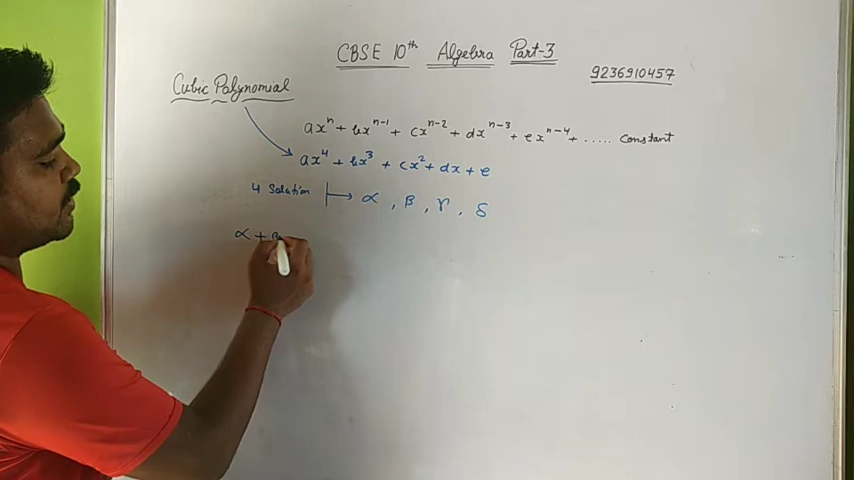 CBSE 10th Algebra Part-3
9236910457
Cubic Polynomial
ax^n + bx^n-1 + cx^n-2 + dx^n-3 + ex^n-4 + ..... Constant
ax^4 + bx^3 + cx^2 + dx + e
4 Solution → α , β , γ , δ
α + β